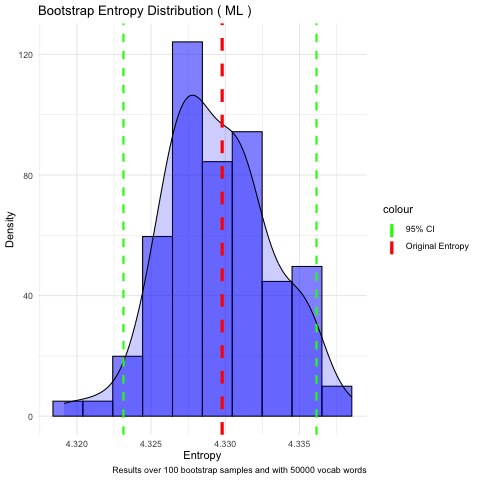 Bootstrap Entropy Distribution ( ML )
120
80
40
0
Density
4.320 4.325 4.330 4.335
Entropy
colour
95% CI
Original Entropy
Results over 100 bootstrap samples and with 50000 vocab words